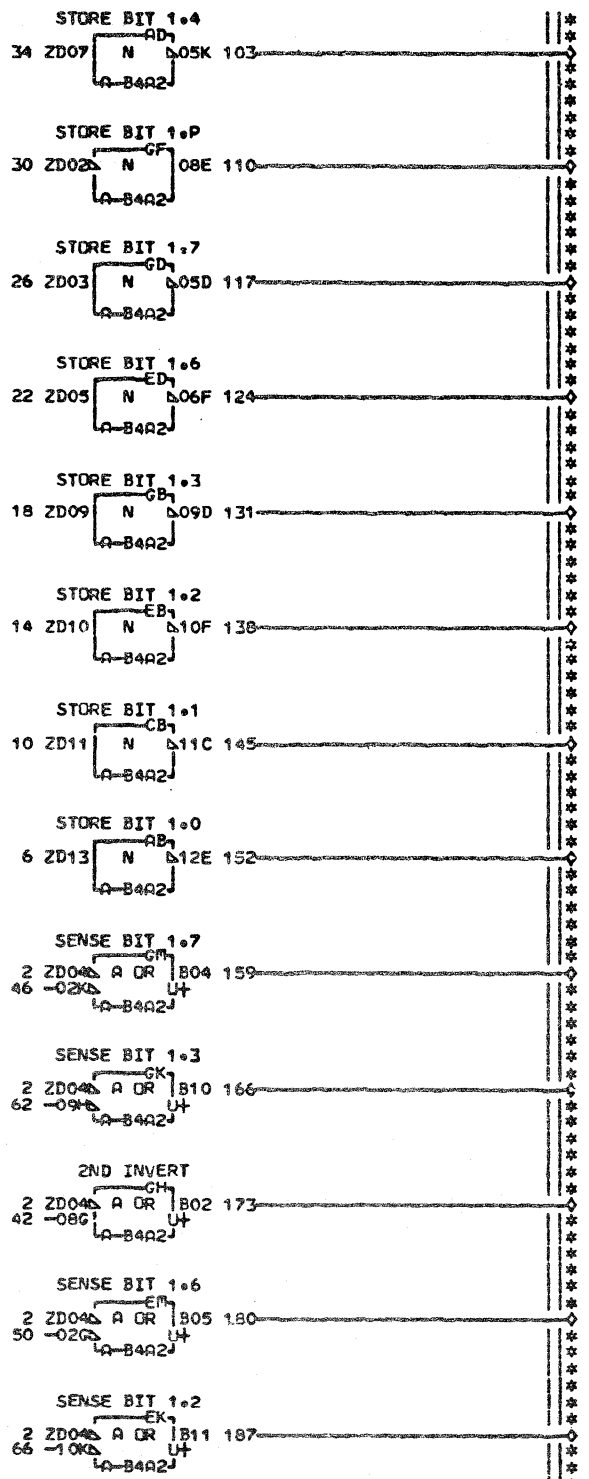 STORE BIT 1.4
AD
34 ZD07 N 05K 103
A-B4A2
STORE BIT 1.P
GF
30 ZD02 N 08E 110
A-B4A2
STORE BIT 1.7
GD
26 ZD03 N 05D 117
A-B4A2
STORE BIT 1.6
ED
22 ZD05 N 06F 124
A-B4A2
STORE BIT 1.3
GB
18 ZD09 N 09D 131
A-B4A2
STORE BIT 1.2
EB
14 ZD10 N 10F 138
A-B4A2
STORE BIT 1.1
CB
10 ZD11 N 11C 145
A-B4A2
STORE BIT 1.0
AB
6 ZD13 N 12E 152
A-B4A2
SENSE BIT 1.7
GM
2 ZD04 A OR B04 159
46 -02K U+
A-B4A2
SENSE BIT 1.3
GK
2 ZD04 A OR B10 166
62 -09H U+
A-B4A2
2ND INVERT
GH
2 ZD04 A OR B02 173
42 -08G U+
A-B4A2
SENSE BIT 1.6
EM
2 ZD04 A OR B05 180
50 -02G U+
A-B4A2
SENSE BIT 1.2
EK
2 ZD04 A OR B11 187
66 -10K U+
A-B4A2